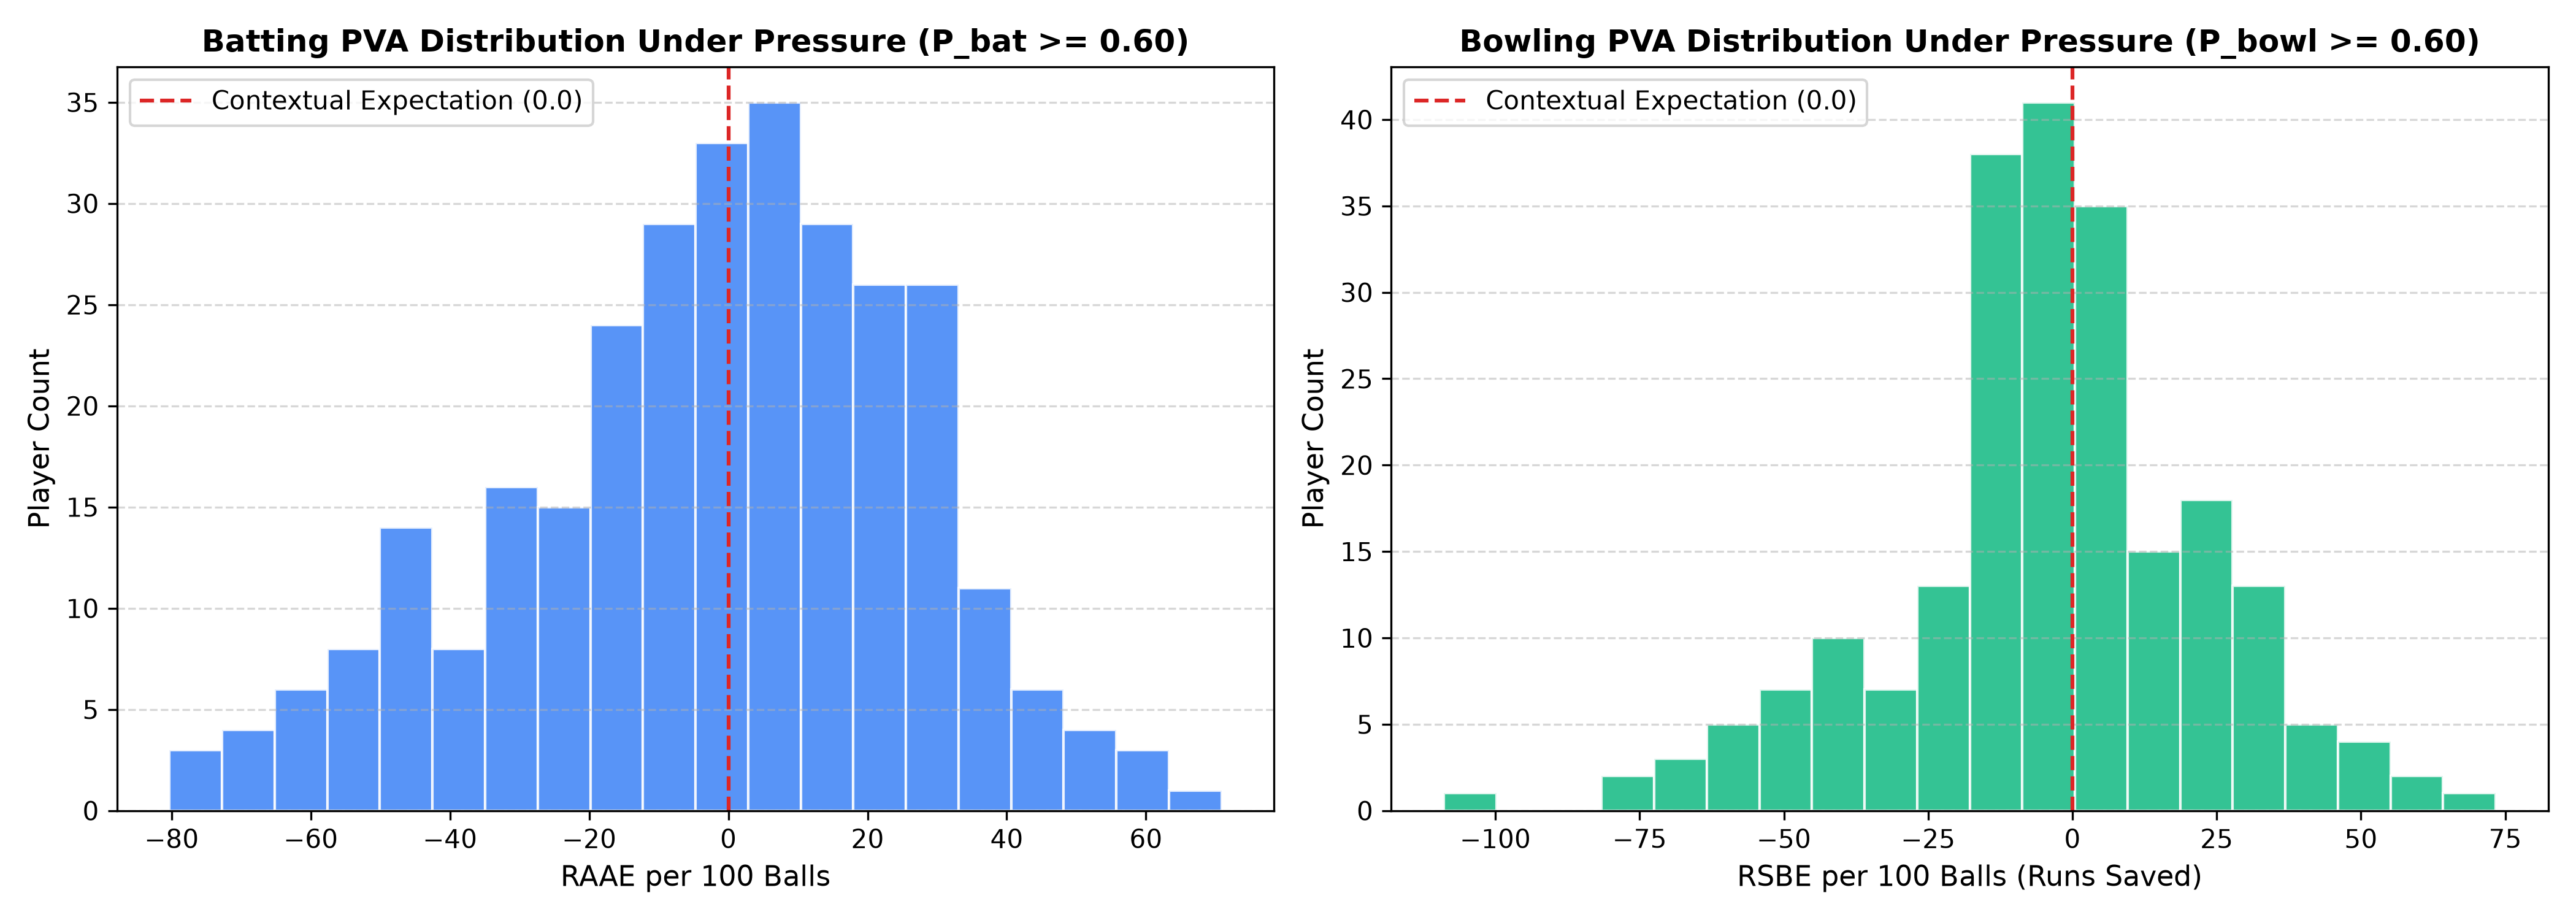 Batting PVA Distribution Under Pressure (P_bat >= 0.60)
Contextual Expectation (0.0)
Player Count
35
30
25
20
15
10
5
0
−80 −60 −40 −20 0 20 40 60
RAAE per 100 Balls
Bowling PVA Distribution Under Pressure (P_bowl >= 0.60)
Contextual Expectation (0.0)
Player Count
40
35
30
25
20
15
10
5
0
−100 −75 −50 −25 0 25 50 75
RSBE per 100 Balls (Runs Saved)